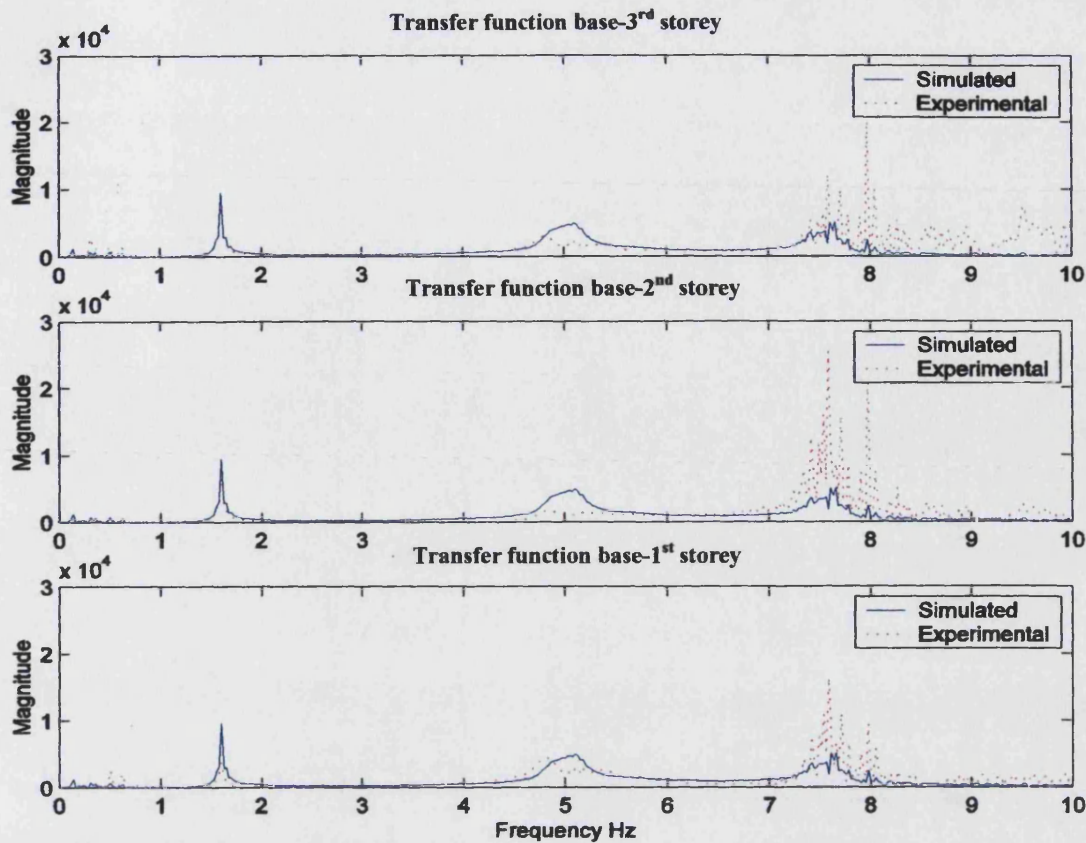 Transfer function base-3rd storey
x 10^4
3
2
1
0
Magnitude
Simulated
Experimental
0 1 2 3 4 5 6 7 8 9 10
Transfer function base-2nd storey
x 10^4
3
2
1
0
Magnitude
Simulated
Experimental
0 1 2 3 4 5 6 7 8 9 10
Transfer function base-1st storey
x 10^4
3
2
1
0
Magnitude
Simulated
Experimental
0 1 2 3 4 5 6 7 8 9 10
Frequency Hz